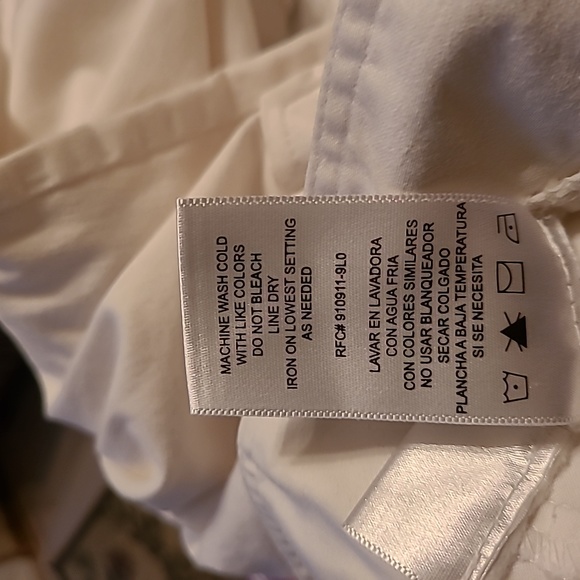 MACHINE WASH COLD
WITH LIKE COLORS
DO NOT BLEACH
LINE DRY
IRON ON LOWEST SETTING
AS NEEDED
RFC# 910911-9L0
LAVAR EN LAVADORA
CON AGUA FRIA
CON COLORES SIMILARES
NO USAR BLANQUEADOR
SECAR COLGADO
PLANCHA A BAJA TEMPERATURA
SI SE NECESITA